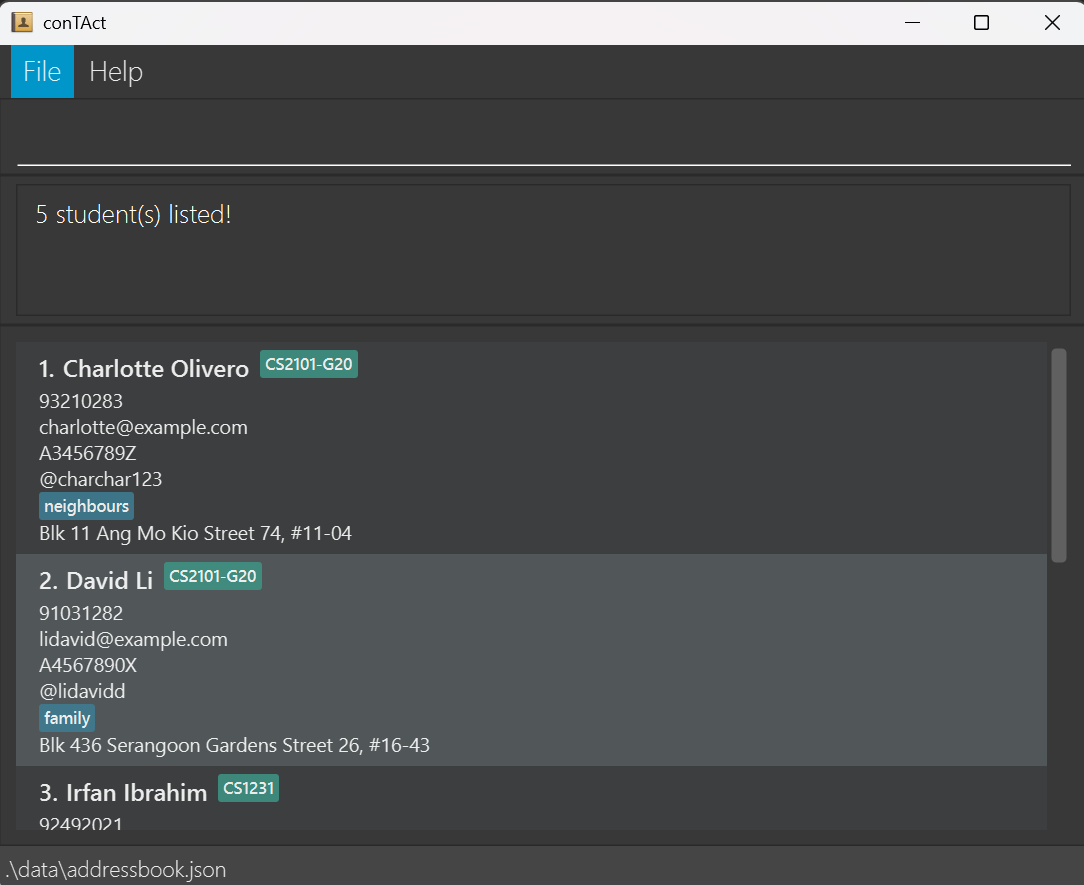 conTAct
File Help
5 student(s) listed!
1. Charlotte Olivero CS2101-G20
93210283
charlotte@example.com
A3456789Z
@charchar123
neighbours
Blk 11 Ang Mo Kio Street 74, #11-04
2. David Li CS2101-G20
91031282
lidavid@example.com
A4567890X
@lidavidd
family
Blk 436 Serangoon Gardens Street 26, #16-43
3. Irfan Ibrahim CS1231
92492021
.\data\addressbook.json